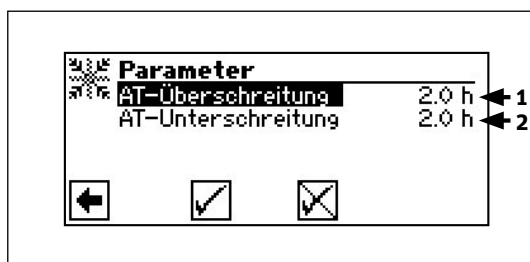 Parameter
AT-Überschreitung 2.0 h 1
AT-Unterschreitung 2.0 h 2